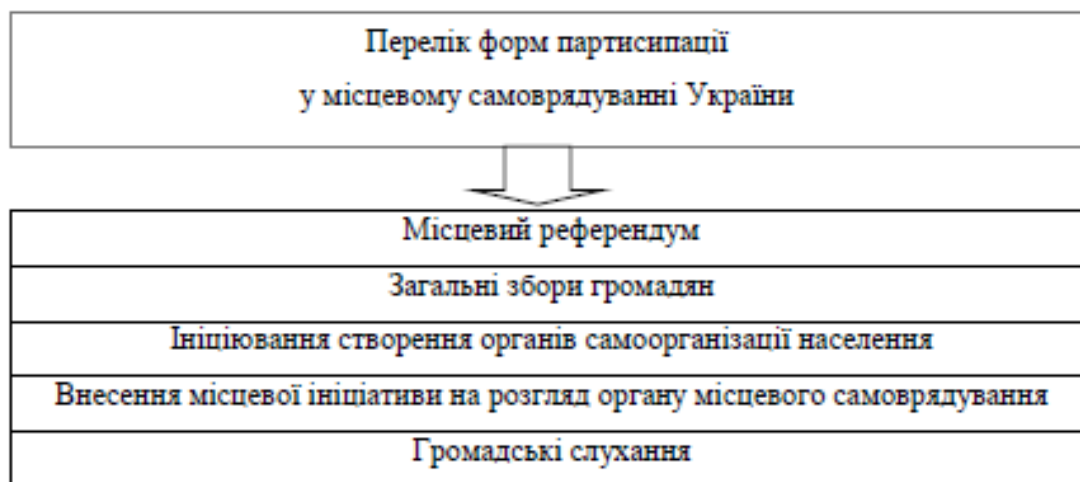 Перелік форм партисипації
у місцевому самоврядуванні України
Місцевий референдум
Загальні збори громадян
Ініціювання створення органів самоорганізації населення
Внесення місцевої ініціативи на розгляд органу місцевого самоврядування
Громадські слухання